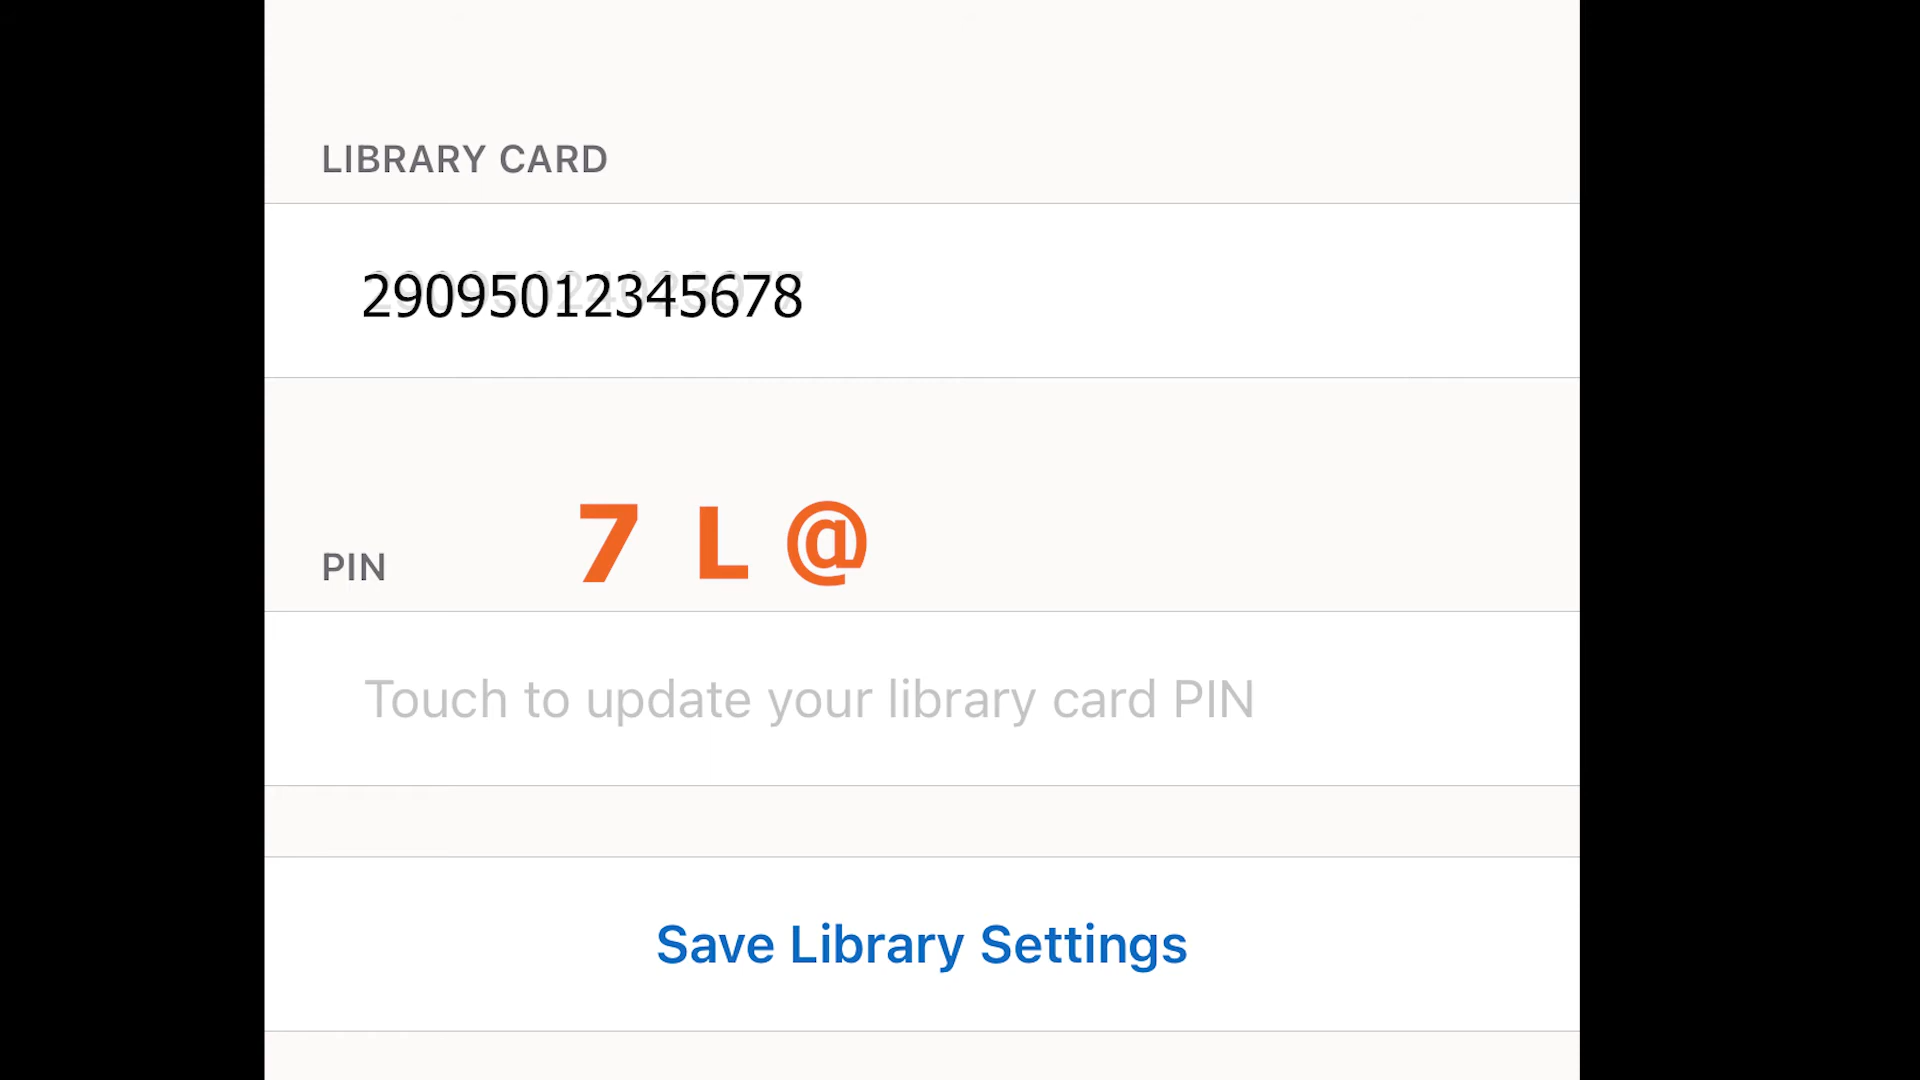 LIBRARY CARD
29095012345678
7 L @
PIN
Touch to update your library card PIN
Save Library Settings